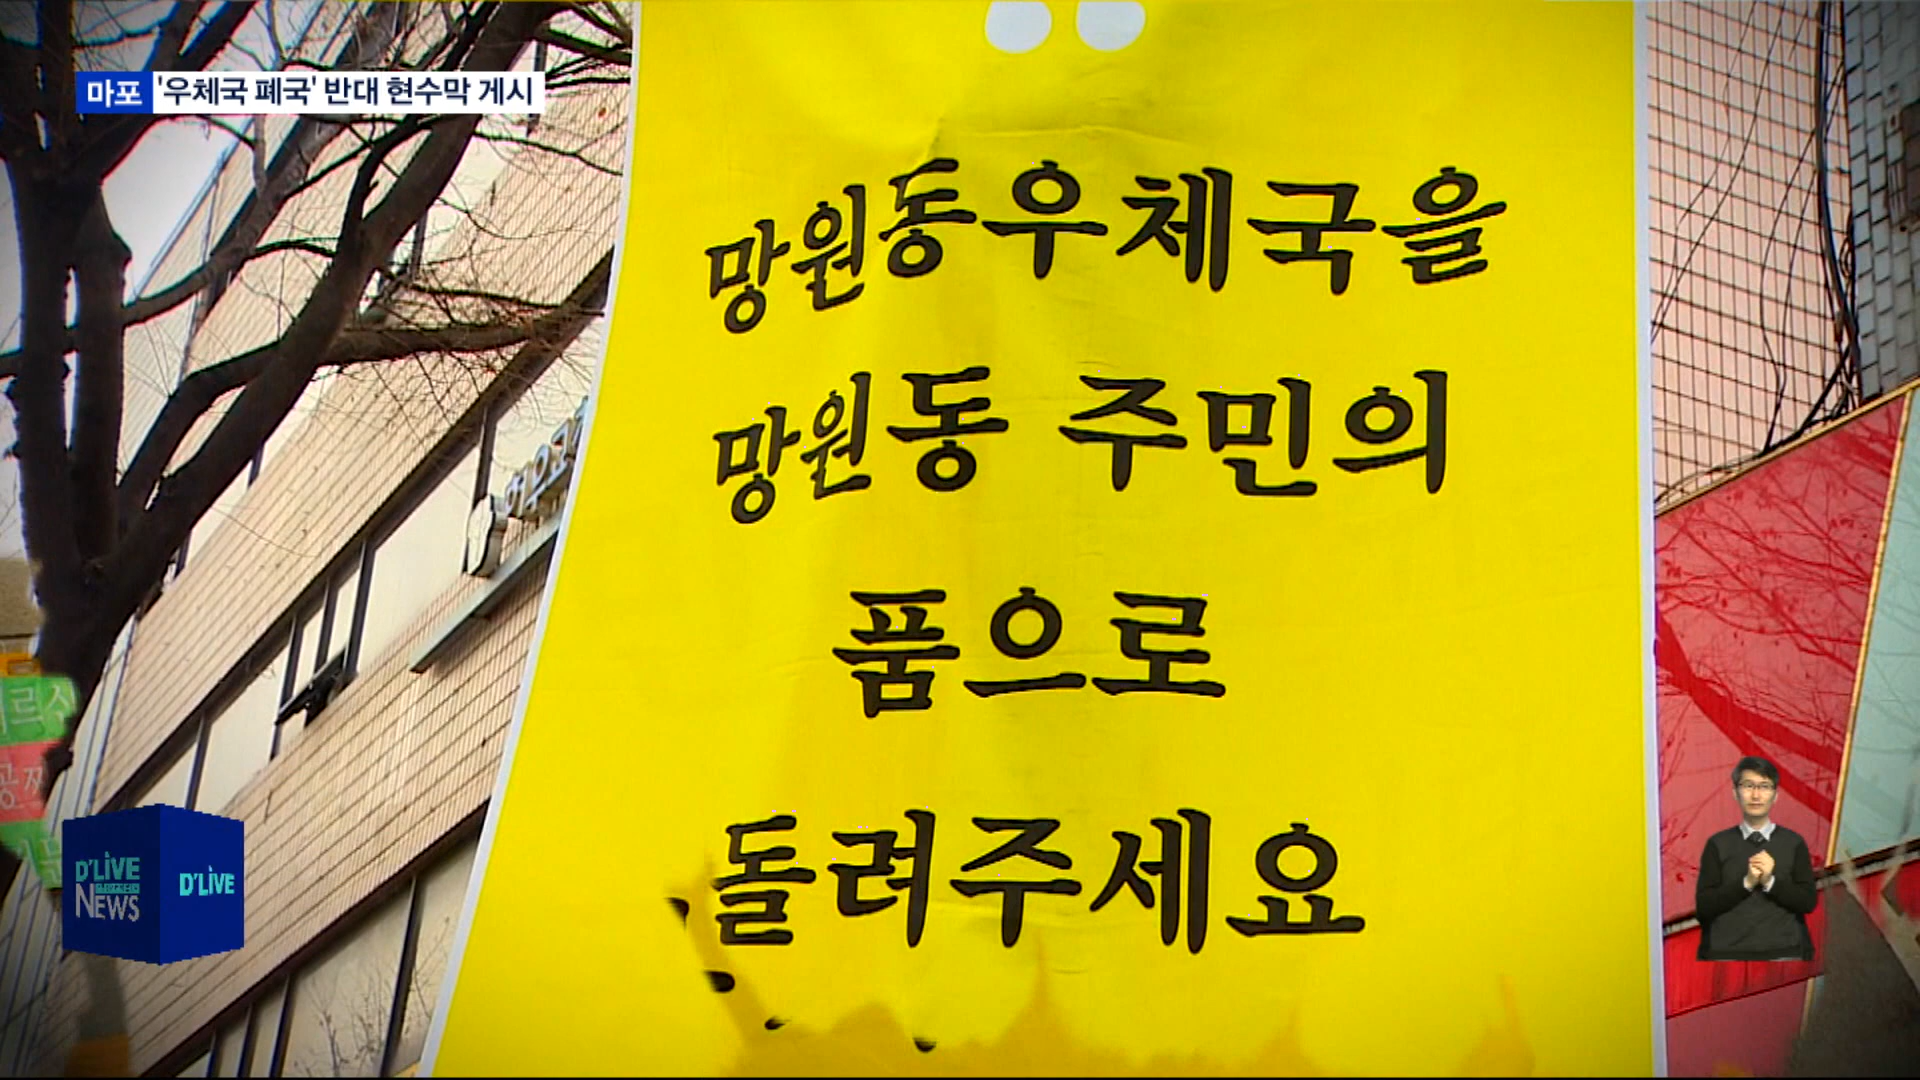 마포 '우체국 폐국' 반대 현수막 게시
망원동우체국을
망원동 주민의
품으로
돌려주세요
D'LIVE
NEWS
D'LIVE